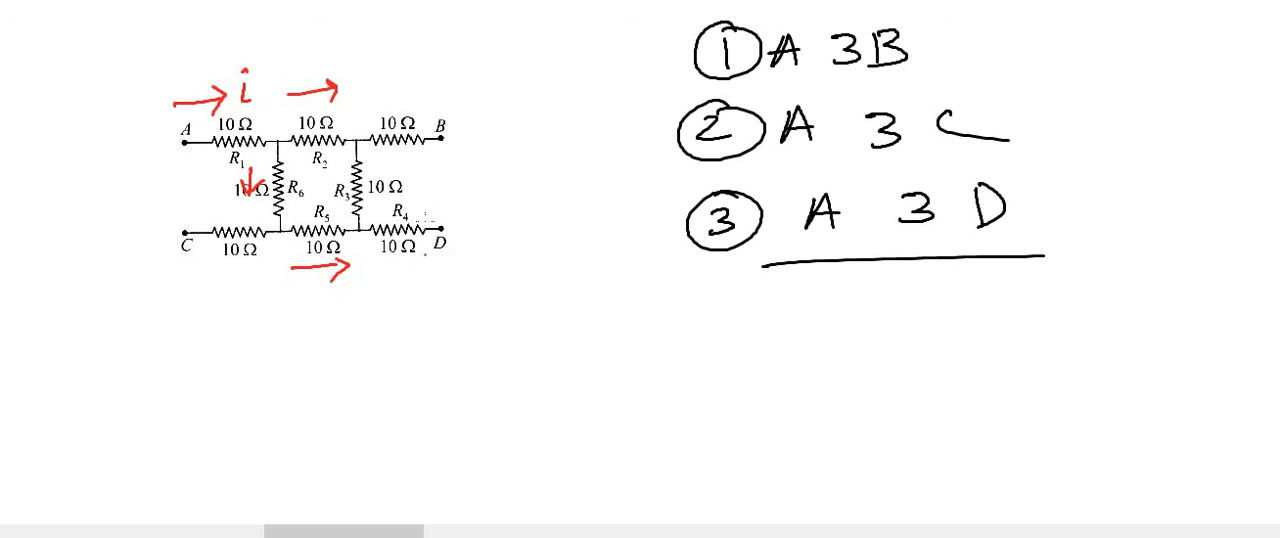 ① A 3 B
② A 3 C
③ A 3 D
i
10 Ω 10 Ω 10 Ω
A B
R₁ R₂
10 Ω R₆ R₃ 10 Ω
R₅ R₄
C D
10 Ω 10 Ω 10 Ω